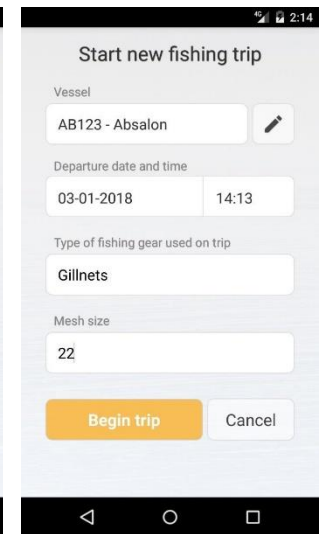 4G 2:14
Start new fishing trip
Vessel
AB123 - Absalon
Departure date and time
03-01-2018 14:13
Type of fishing gear used on trip
Gillnets
Mesh size
22
Begin trip Cancel